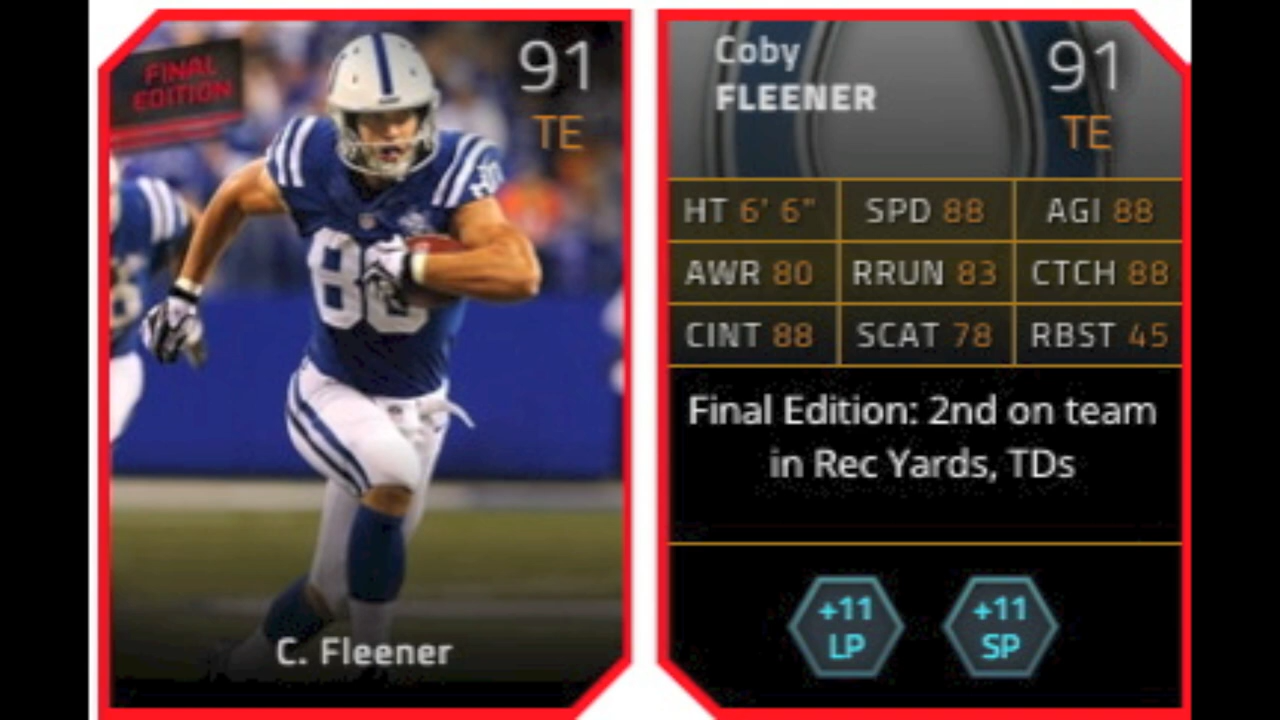 FINAL
EDITION
91
TE
80
C. Fleener
Coby
FLEENER
91
TE
HT 6' 6" SPD 88 AGI 88
AWR 80 RRUN 83 CTCH 88
CINT 88 SCAT 78 RBST 45
Final Edition: 2nd on team
in Rec Yards, TDs
+11
LP
+11
SP